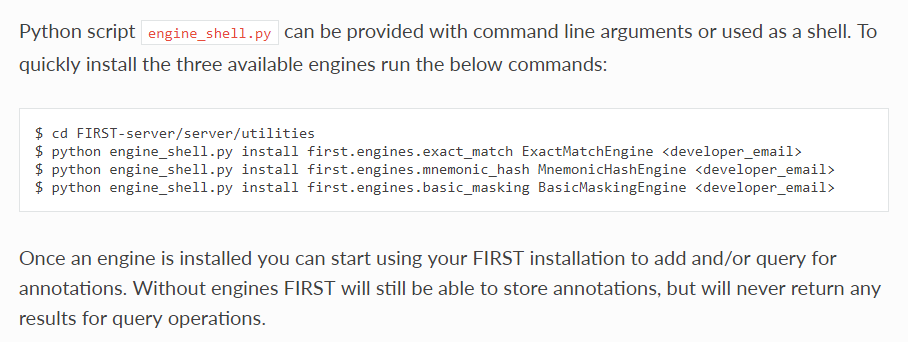 Python script engine_shell.py can be provided with command line arguments or used as a shell. To
quickly install the three available engines run the below commands:
$ cd FIRST-server/server/utilities
$ python engine_shell.py install first.engines.exact_match ExactMatchEngine <developer_email>
$ python engine_shell.py install first.engines.mnemonic_hash MnemonicHashEngine <developer_email>
$ python engine_shell.py install first.engines.basic_masking BasicMaskingEngine <developer_email>
Once an engine is installed you can start using your FIRST installation to add and/or query for
annotations. Without engines FIRST will still be able to store annotations, but will never return any
results for query operations.